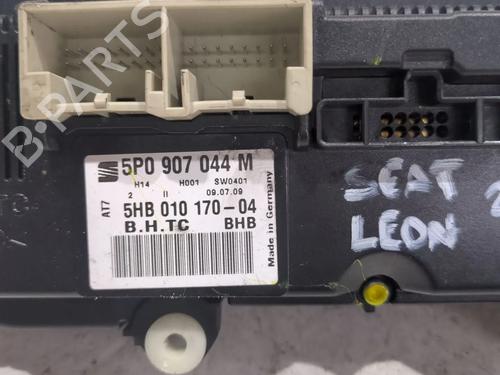 B-PARTS
5P0 907 044 M
H14 H001 SW0401
2 II 09.07.09
A17
5HB 010 170-04
B.H.TC BHB
Made in Germany
SEAT
LEON